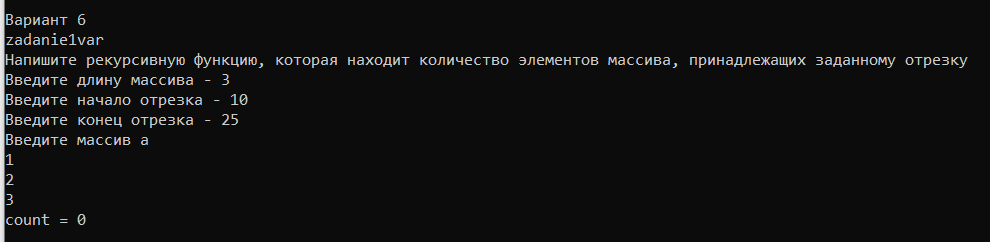 Вариант 6
zadanie1var
Напишите рекурсивную функцию, которая находит количество элементов массива, принадлежащих заданному отрезку
Введите длину массива - 3
Введите начало отрезка - 10
Введите конец отрезка - 25
Введите массив a
1
2
3
count = 0